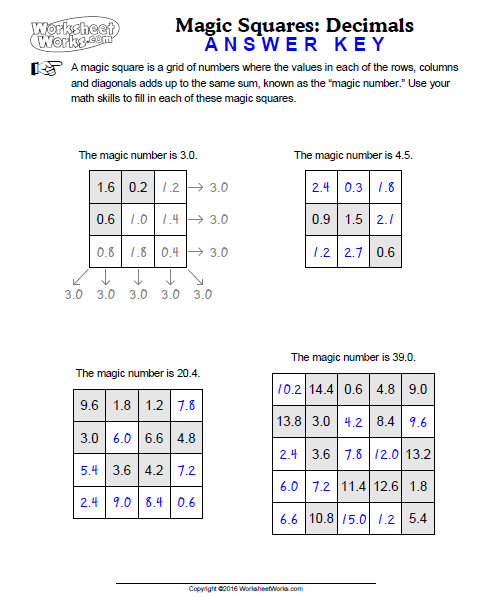 Worksheet
Works.com
Magic Squares: Decimals
ANSWER KEY
A magic square is a grid of numbers where the values in each of the rows, columns
and diagonals adds up to the same sum, known as the “magic number.” Use your
math skills to fill in each of these magic squares.
The magic number is 3.0.
1.6 0.2 1.2 3.0
0.6 1.0 1.4 3.0
0.8 1.8 0.4 3.0
3.0 3.0 3.0 3.0 3.0
The magic number is 4.5.
2.4 0.3 1.8
0.9 1.5 2.1
1.2 2.7 0.6
The magic number is 20.4.
9.6 1.8 1.2 7.8
3.0 6.0 6.6 4.8
5.4 3.6 4.2 7.2
2.4 9.0 8.4 0.6
The magic number is 39.0.
10.2 14.4 0.6 4.8 9.0
13.8 3.0 4.2 8.4 9.6
2.4 3.6 7.8 12.0 13.2
6.0 7.2 11.4 12.6 1.8
6.6 10.8 15.0 1.2 5.4
Copyright ©2016 WorksheetWorks.com